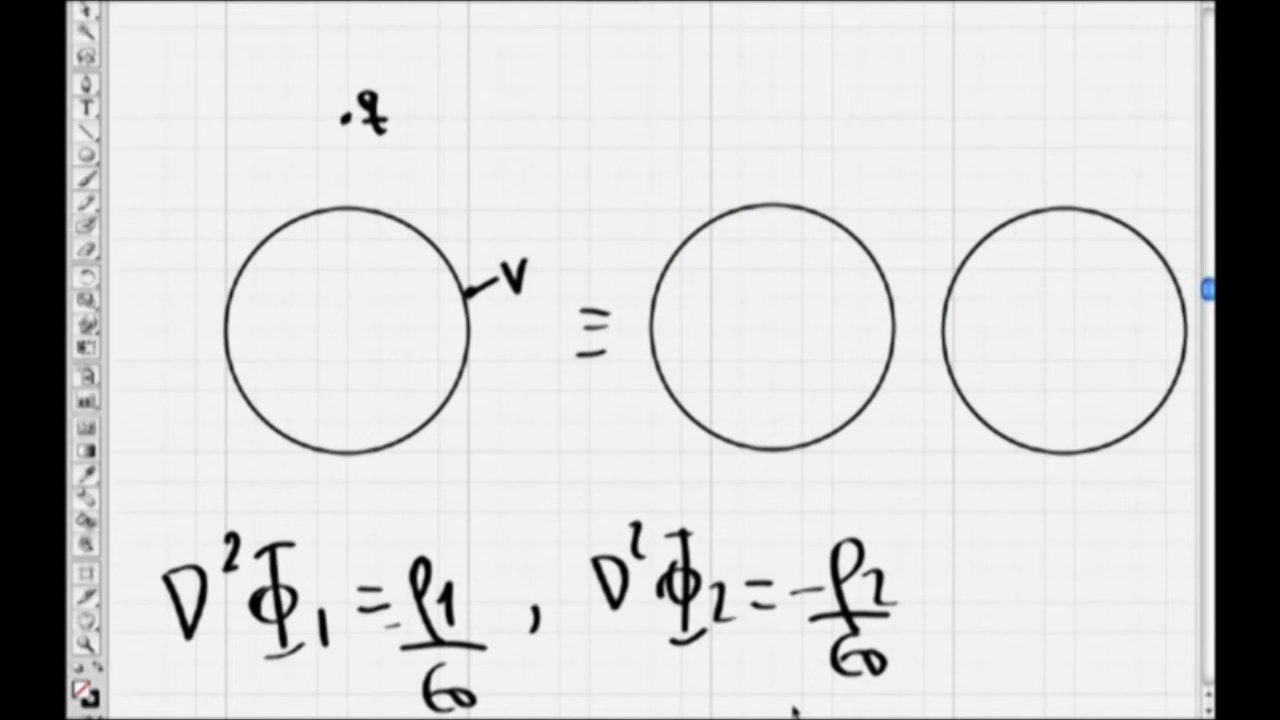 .q
V
≡
∇²Φ₁ = -ρ₁/ϵ₀ , ∇²Φ₂ = -ρ₂/ϵ₀